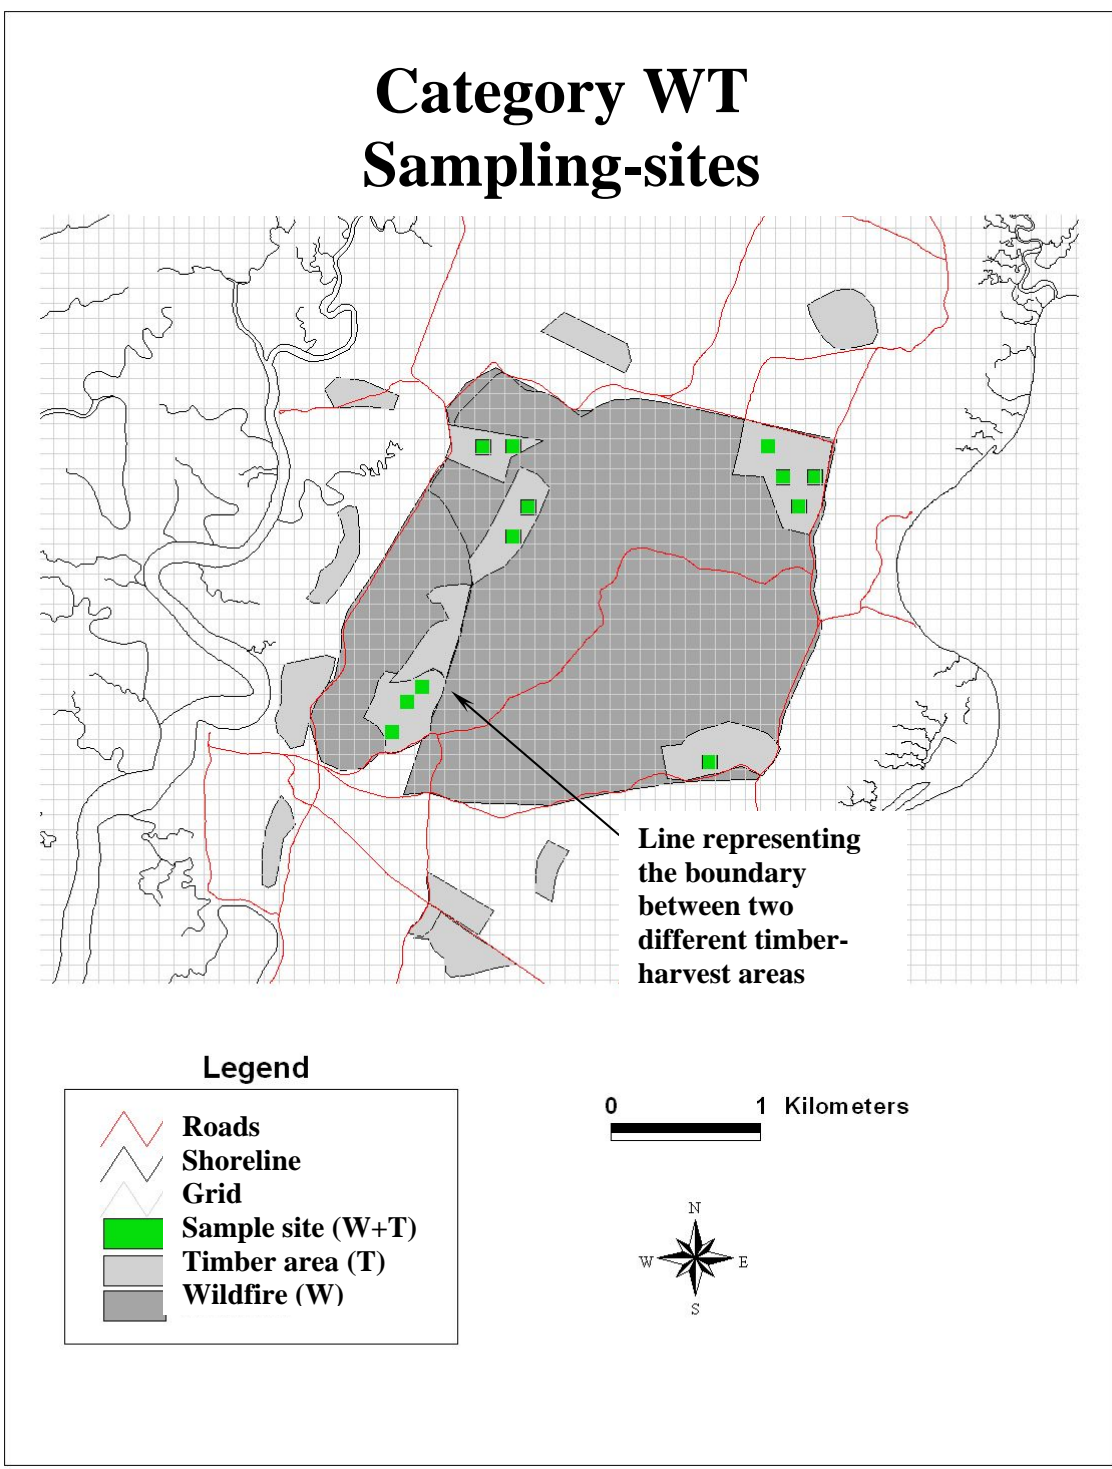 Category WT
Sampling-sites
Line representing
the boundary
between two
different timber-
harvest areas
Legend
Roads
Shoreline
Grid
Sample site (W+T)
Timber area (T)
Wildfire (W)
0 1 Kilometers
N
W E
S